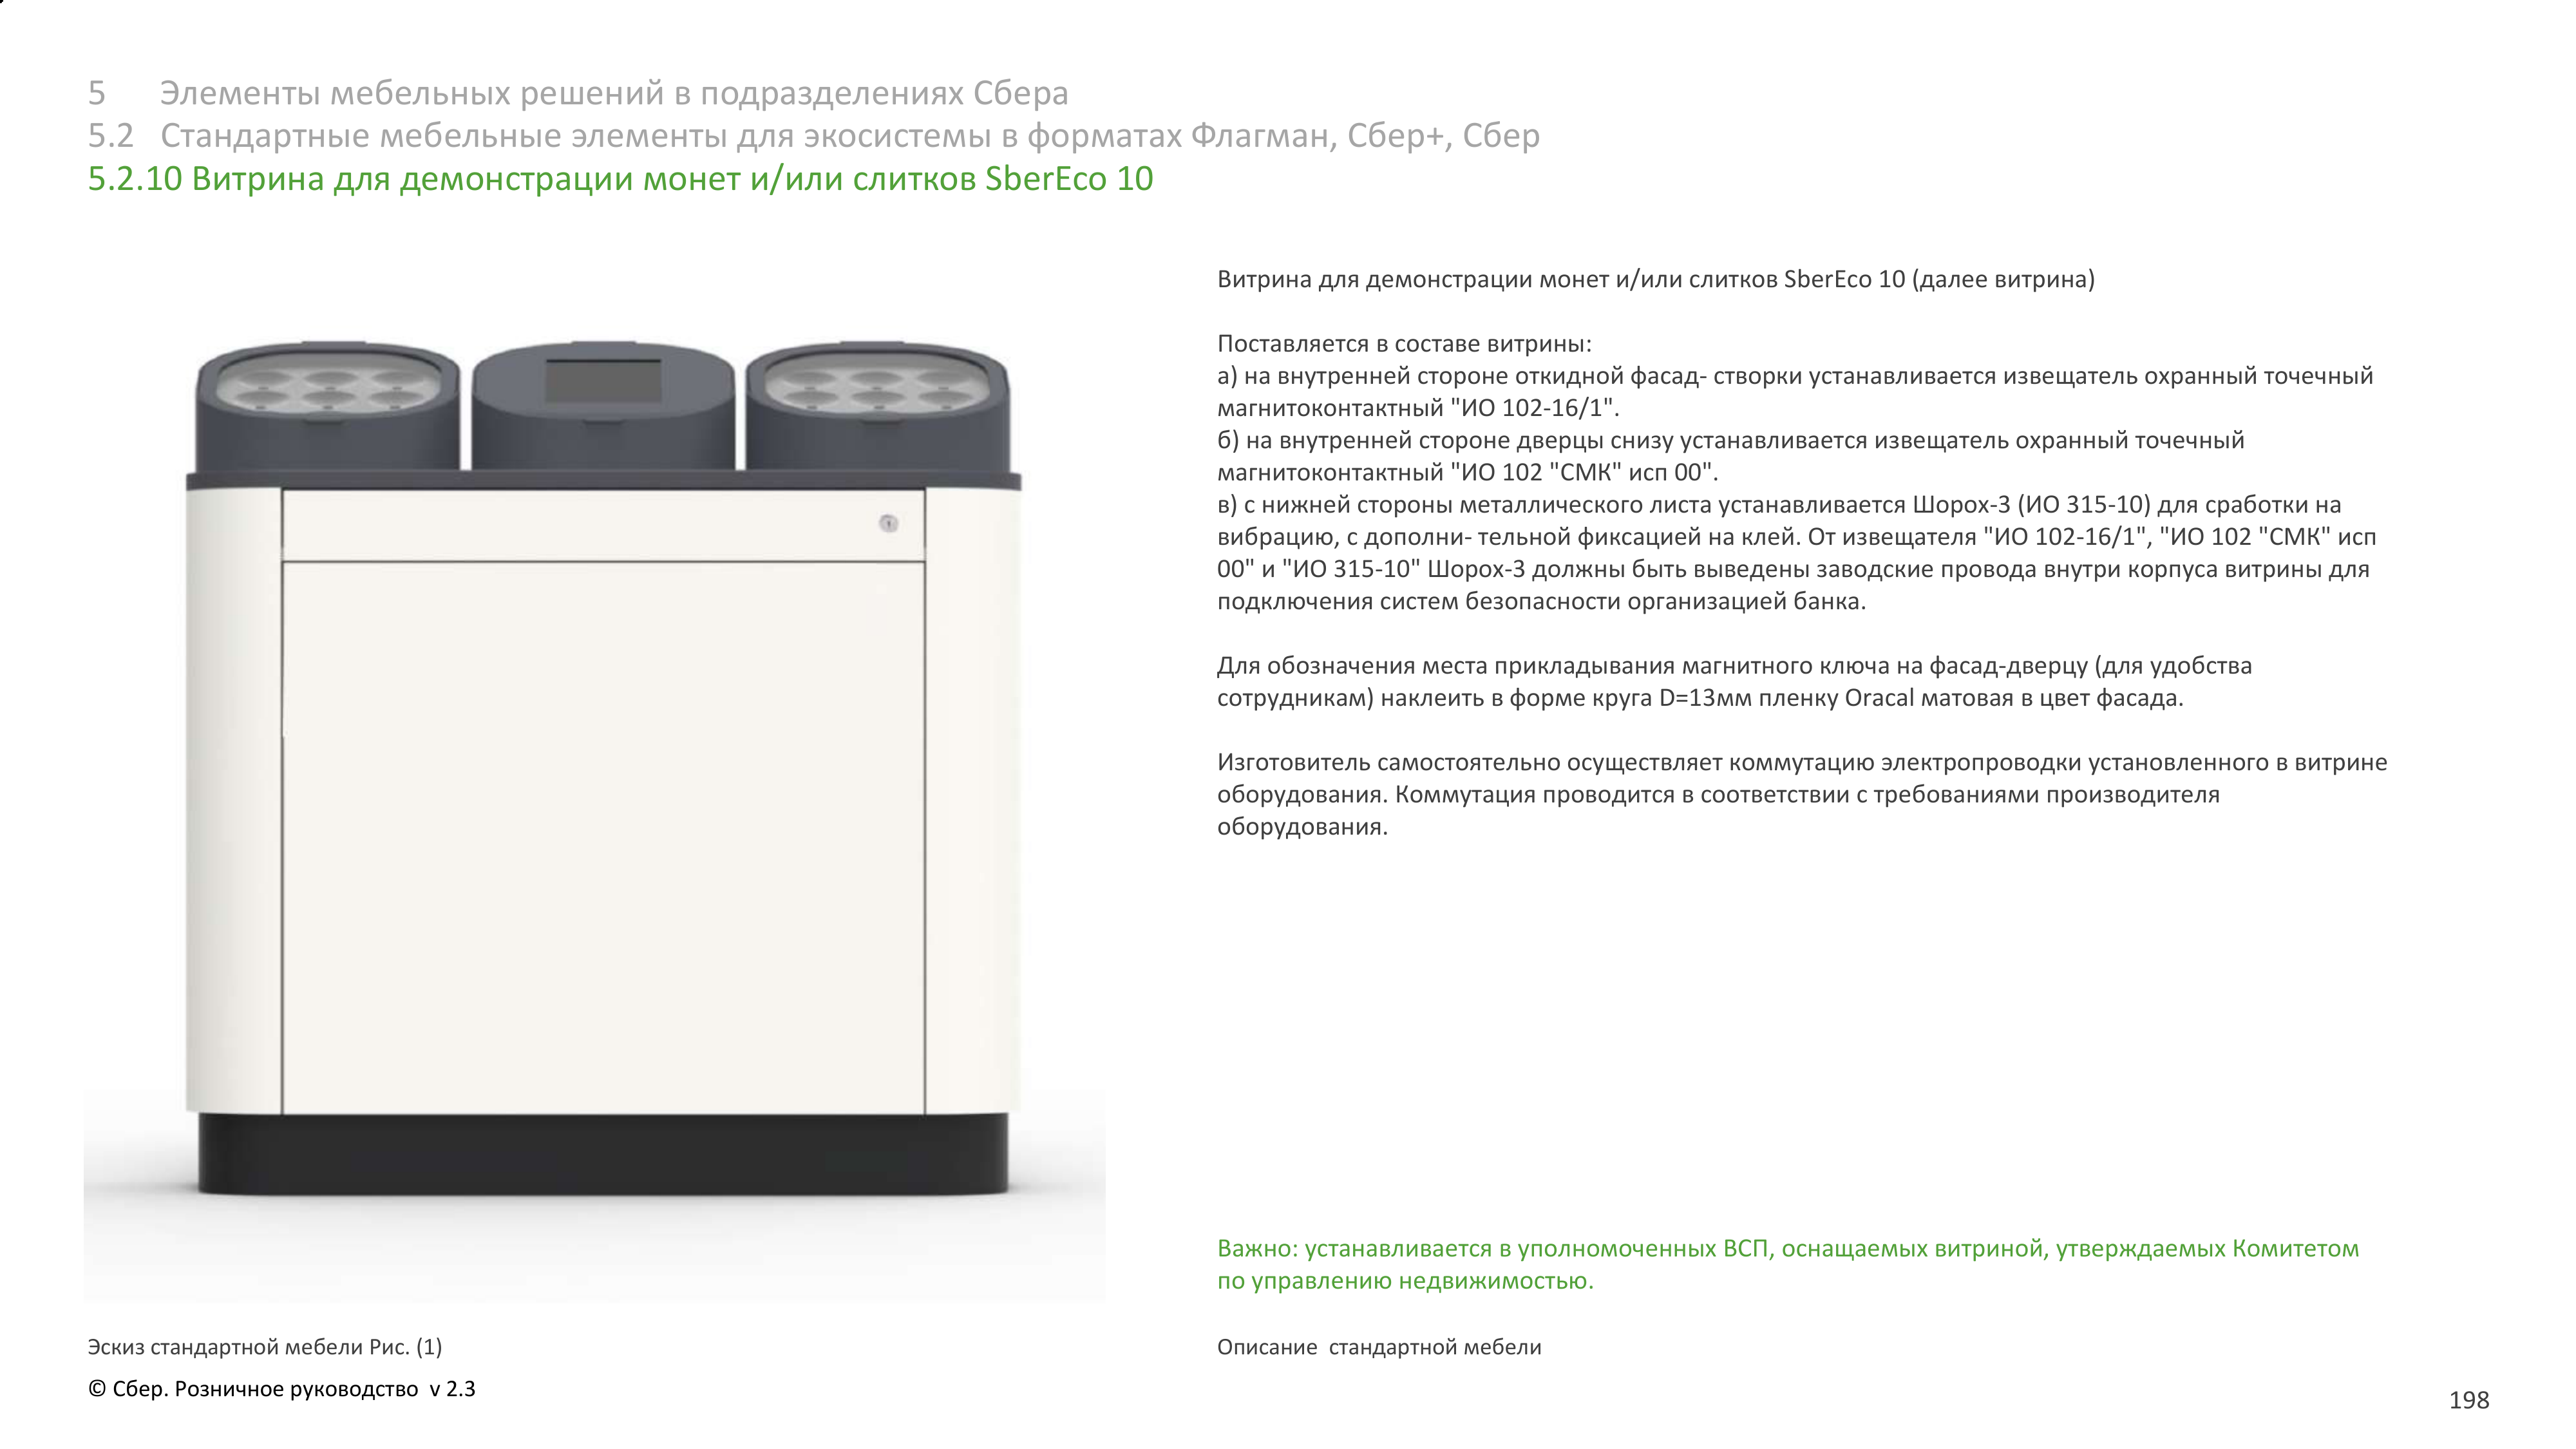 5 Элементы мебельных решений в подразделениях Сбера
5.2 Стандартные мебельные элементы для экосистемы в форматах Флагман, Сбер+, Сбер
5.2.10 Витрина для демонстрации монет и/или слитков SberEco 10
Витрина для демонстрации монет и/или слитков SberEco 10 (далее витрина)
Поставляется в составе витрины:
а) на внутренней стороне откидной фасад- створки устанавливается извещатель охранный точечный
магнитоконтактный "ИО 102-16/1".
б) на внутренней стороне дверцы снизу устанавливается извещатель охранный точечный
магнитоконтактный "ИО 102 "СМК" исп 00".
в) с нижней стороны металлического листа устанавливается Шорох-3 (ИО 315-10) для сработки на
вибрацию, с дополни- тельной фиксацией на клей. От извещателя "ИО 102-16/1", "ИО 102 "СМК" исп
00" и "ИО 315-10" Шорох-3 должны быть выведены заводские провода внутри корпуса витрины для
подключения систем безопасности организацией банка.
Для обозначения места прикладывания магнитного ключа на фасад-дверцу (для удобства
сотрудникам) наклеить в форме круга D=13мм пленку Oracal матовая в цвет фасада.
Изготовитель самостоятельно осуществляет коммутацию электропроводки установленного в витрине
оборудования. Коммутация проводится в соответствии с требованиями производителя
оборудования.
Важно: устанавливается в уполномоченных ВСП, оснащаемых витриной, утверждаемых Комитетом
по управлению недвижимостью.
Эскиз стандартной мебели Рис. (1)
Описание стандартной мебели
© Сбер. Розничное руководство v 2.3
198